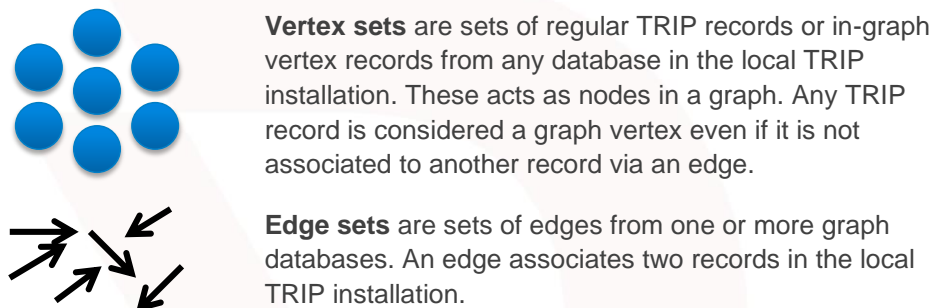 Vertex sets are sets of regular TRIP records or in-graph
vertex records from any database in the local TRIP
installation. These acts as nodes in a graph. Any TRIP
record is considered a graph vertex even if it is not
associated to another record via an edge.
Edge sets are sets of edges from one or more graph
databases. An edge associates two records in the local
TRIP installation.